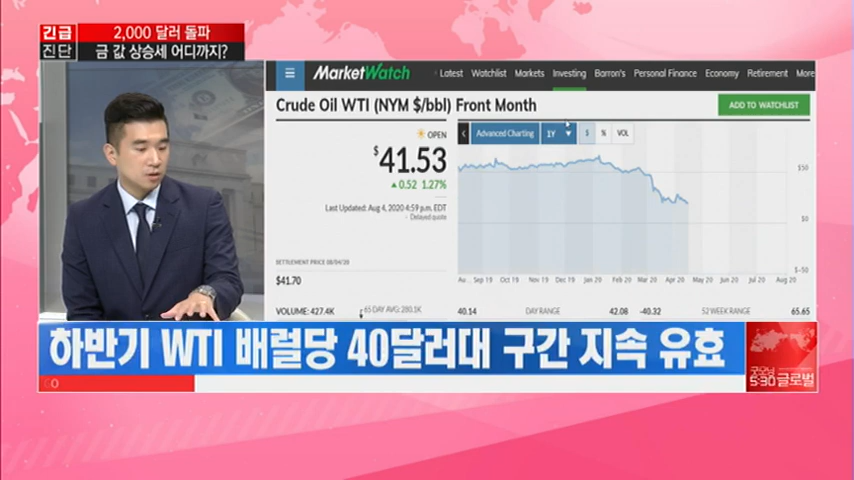 긴급
진단
2,000 달러 돌파
금 값 상승세 어디까지?
MarketWatch
Latest Watchlist Markets Investing Barron's Personal Finance Economy Retirement More
Crude Oil WTI (NYM $/bbl) Front Month
ADD TO WATCHLIST
OPEN
$41.53
▲ 0.52 1.27%
Last Updated: Aug 4, 2020 4:59 p.m. EDT
Delayed quote
Advanced Charting 1Y $ % VOL
$50
$0
$-50
Au... Sep 19 Oct 19 Nov 19 Dec 19 Jan 20 Feb 20 Mar 20 Apr 20 May 20 Jun 20 Jul 20 Aug 20
SETTLEMENT PRICE 08/04/20
$41.70
VOLUME: 427.4K
65 DAY AVG: 280.1K
40.14 DAY RANGE 42.08
-40.32 52 WEEK RANGE 65.65
하반기 WTI 배럴당 40달러대 구간 지속 유효
굿모닝
5:30 글로벌